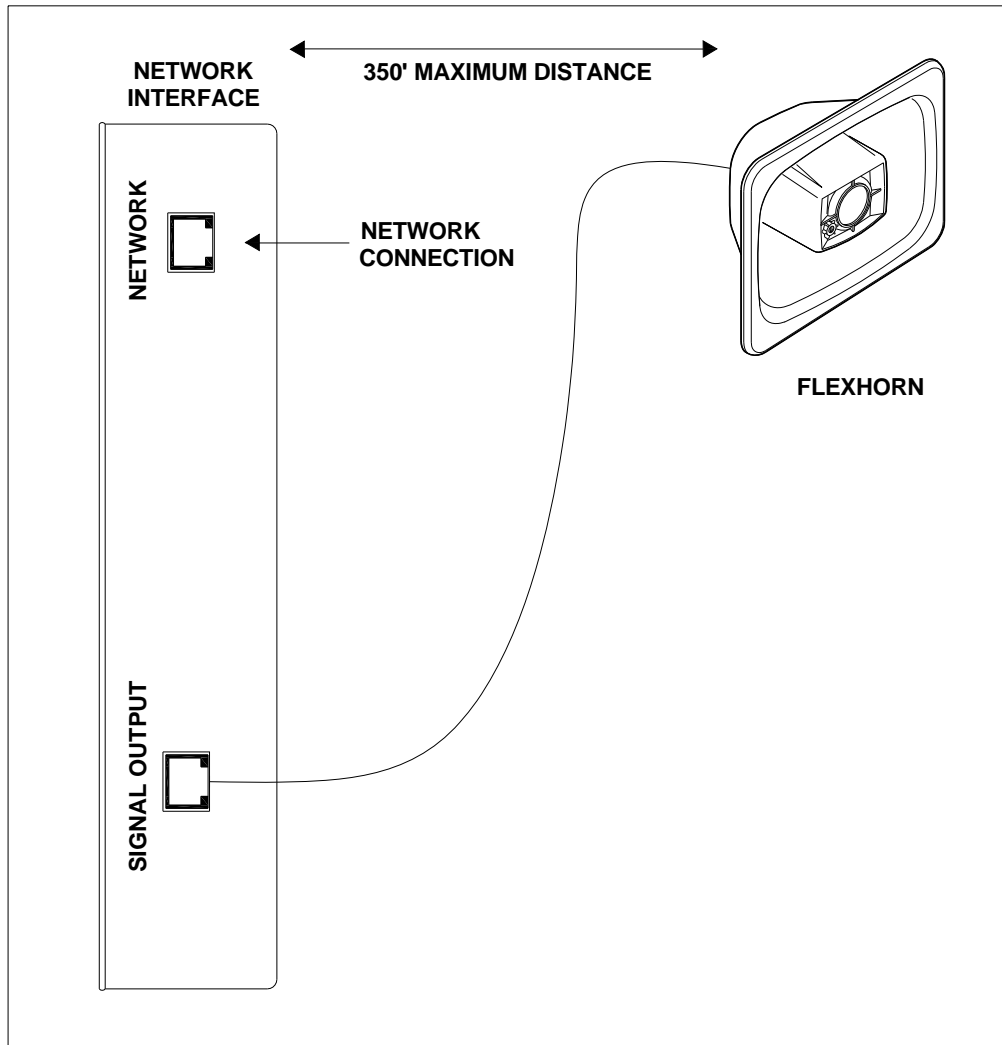 350' MAXIMUM DISTANCE
NETWORK
INTERFACE
NETWORK
NETWORK
CONNECTION
FLEXHORN
SIGNAL OUTPUT